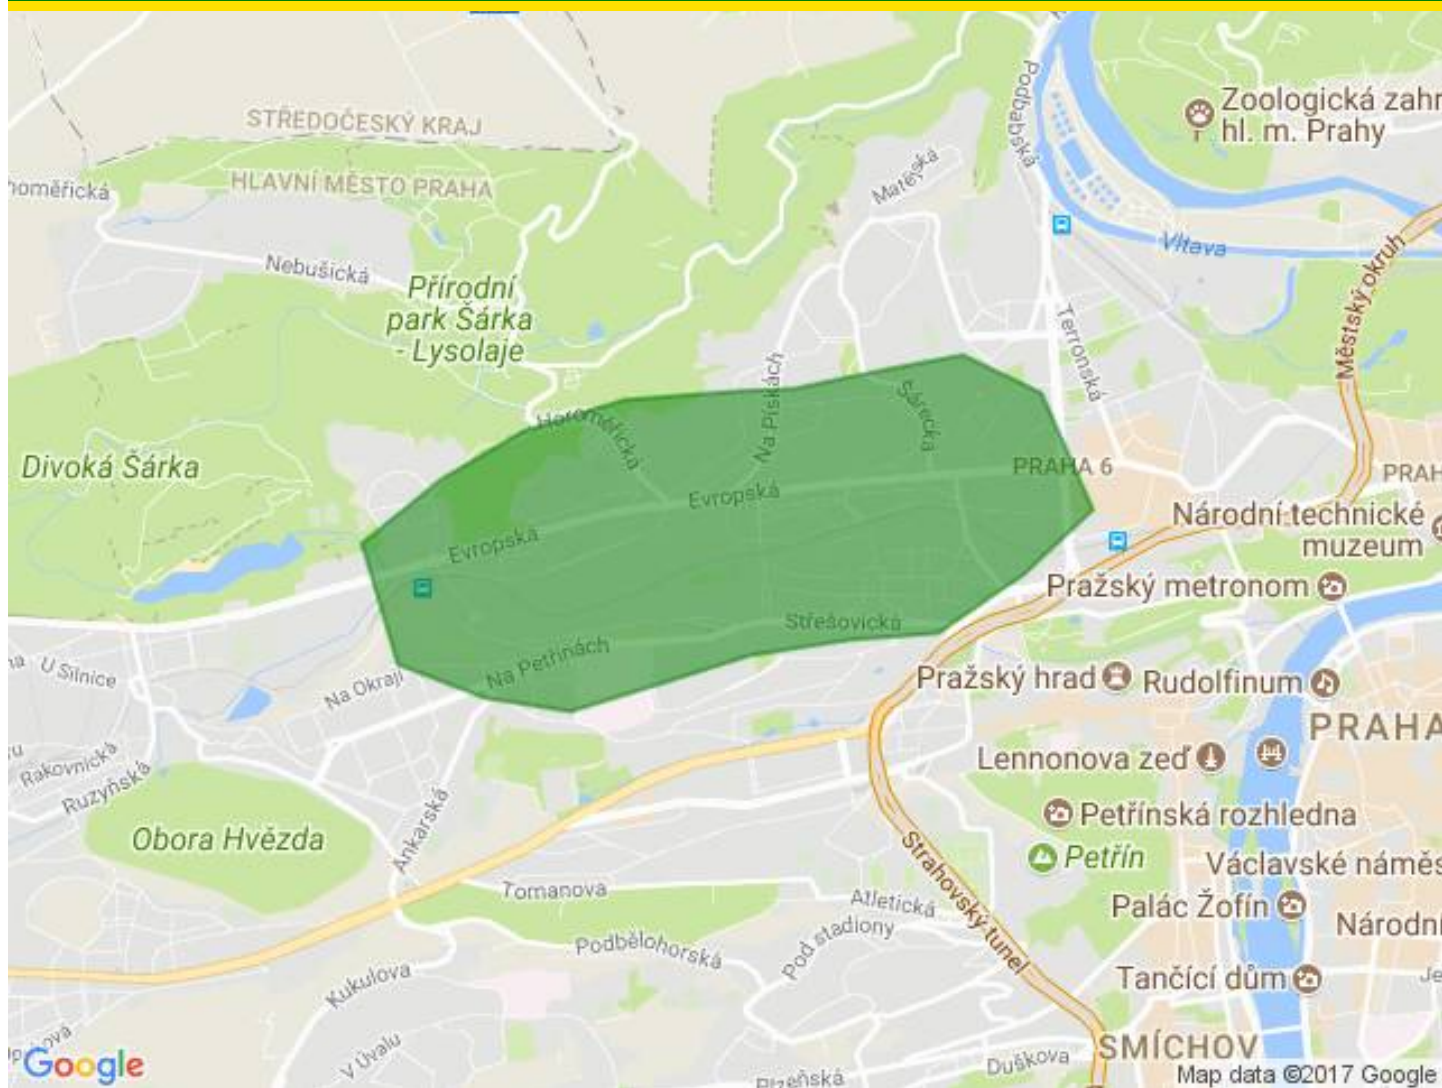 Podbabská
Zoologická zahr
hl. m. Prahy
STŘEDOČESKÝ KRAJ
HLAVNÍ MĚSTO PRAHA
Matejská
noměřická
Vltava
Městský okruh
Nebušická
Přírodní
park Šárka
- Lysolaje
Terronská
Na Pískách
Šárecká
Horoměřická
Divoká Šárka
PRAHA 6
PRAH
Evropská
Evropská
Národní technické
muzeum
Pražský metronom
Střešovická
Na Petřinách
U Silnice
Na Okraji
Pražský hrad
Rudolfinum
PRAHA
Lennonova zeď
Rakovnická
Ruzyňská
Petřínská rozhledna
Obora Hvězda
Ankarská
Strahovský tunel
Petřín
Václavské náměs
Tomanova
Atletická
Palác Žofín
Národní
Podbělohorská
Pod stadiony
Kukulova
Tančící dům
Je
V Úvalu
SMÍCHOV
Duškova
Plzeňská
Google
Map data ©2017 Google